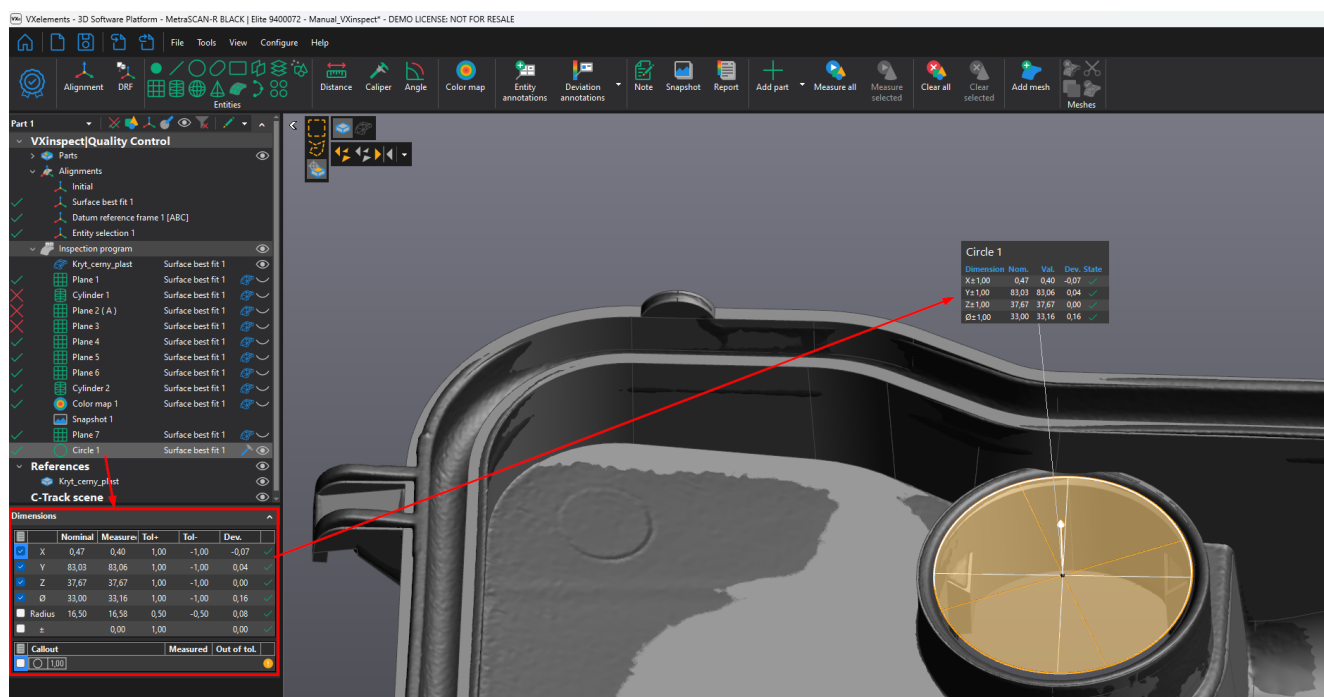 VXelements - 3D Software Platform - MetraSCAN-R BLACK | Elite 9400072 - Manual_VXinspect* - DEMO LICENSE: NOT FOR RESALE
File Tools View Configure Help
Alignment DRF Entities Distance Caliper Angle Color map Entity annotations Deviation annotations Note Snapshot Report Add part Measure all Measure selected Clear all Clear selected Add mesh Meshes
Part 1
VXinspect|Quality Control
Parts
Alignments
Initial
Surface best fit 1
Datum reference frame 1 [ABC]
Entity selection 1
Inspection program
Kryt_cerny_plast Surface best fit 1
Plane 1 Surface best fit 1
Cylinder 1 Surface best fit 1
Plane 2 ( A ) Surface best fit 1
Plane 3 Surface best fit 1
Plane 4 Surface best fit 1
Plane 5 Surface best fit 1
Plane 6 Surface best fit 1
Cylinder 2 Surface best fit 1
Color map 1 Surface best fit 1
Snapshot 1
Plane 7 Surface best fit 1
Circle 1 Surface best fit 1
References
Kryt_cerny_plast
C-Track scene
Dimensions
Nominal Measure Tol+ Tol- Dev.
X 0,47 0,40 1,00 -1,00 -0,07
Y 83,03 83,06 1,00 -1,00 0,04
Z 37,67 37,67 1,00 -1,00 0,00
Ø 33,00 33,16 1,00 -1,00 0,16
Radius 16,50 16,58 0,50 -0,50 0,08
± 0,00 1,00 0,00
Callout Measured Out of tol.
1,00
Circle 1
Dimension Nom. Val. Dev. State
X±1,00 0,47 0,40 -0,07
Y±1,00 83,03 83,06 0,04
Z±1,00 37,67 37,67 0,00
Ø±1,00 33,00 33,16 0,16